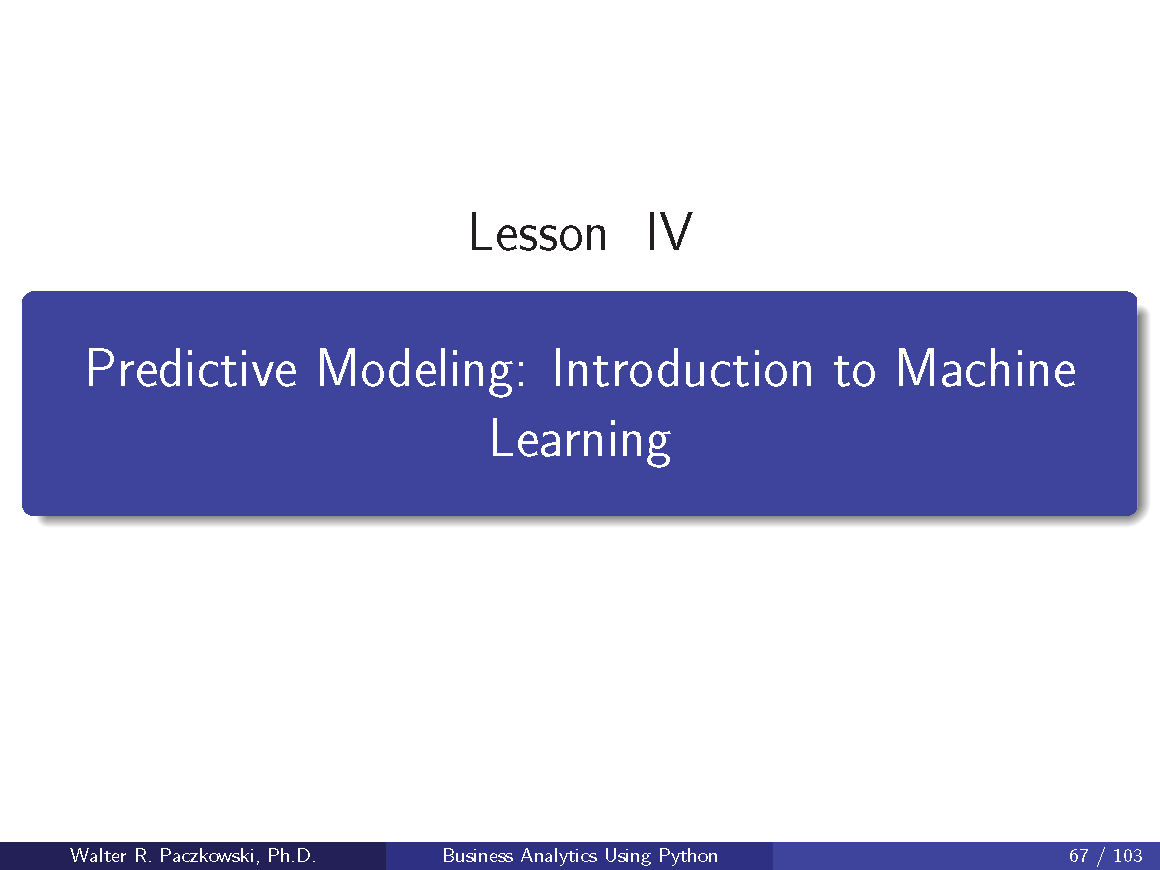 Lesson IV
Predictive Modeling: Introduction to Machine
Learning
Walter R. Paczkowski, Ph.D.
Business Analytics Using Python
67 / 103